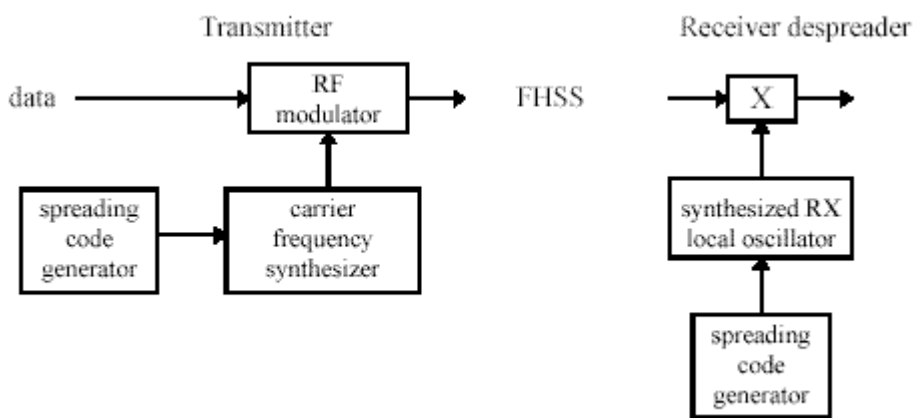 Transmitter
Receiver despreader
data
RF
modulator
FHSS
X
spreading
code
generator
carrier
frequency
synthesizer
synthesized RX
local oscillator
spreading
code
generator